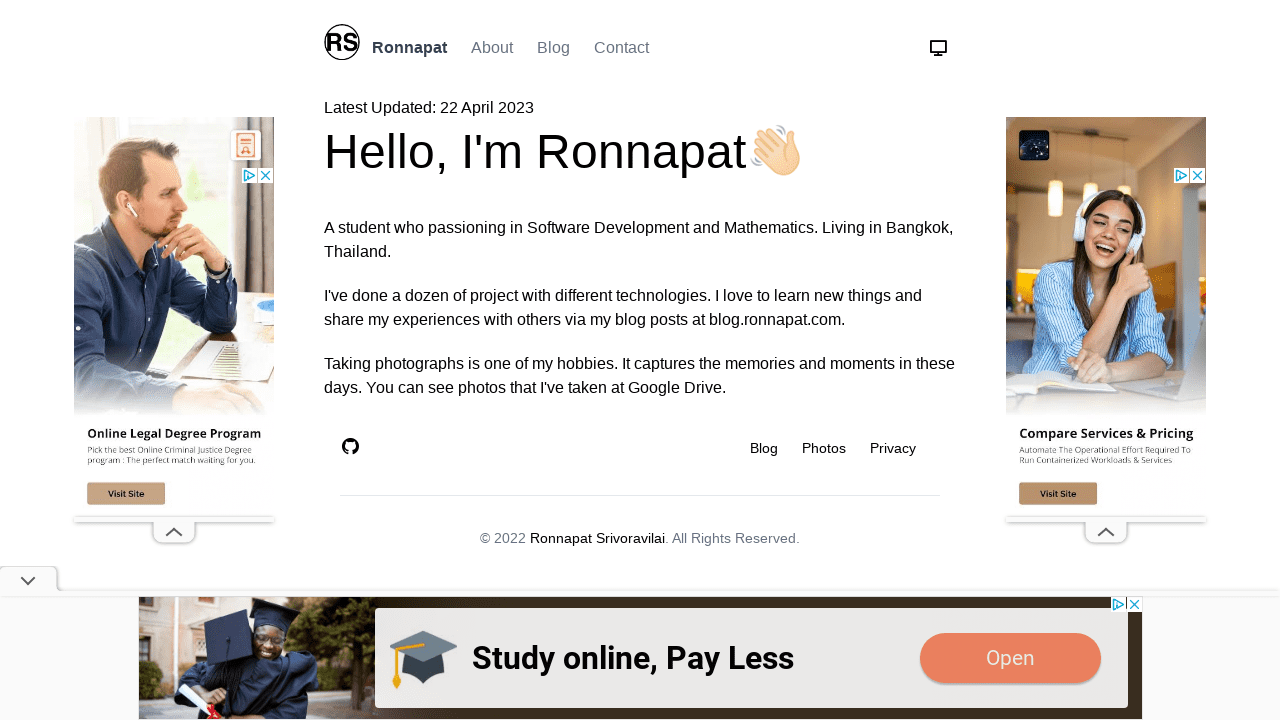 RS Ronnapat About Blog Contact
Latest Updated: 22 April 2023
Hello, I'm Ronnapat
A student who passioning in Software Development and Mathematics. Living in Bangkok,
Thailand.
I've done a dozen of project with different technologies. I love to learn new things and
share my experiences with others via my blog posts at blog.ronnapat.com.
Taking photographs is one of my hobbies. It captures the memories and moments in these
days. You can see photos that I've taken at Google Drive.
Blog Photos Privacy
© 2022 Ronnapat Srivoravilai. All Rights Reserved.
Online Legal Degree Program
Pick the best Online Criminal Justice Degree
program : The perfect match waiting for you.
Visit Site
Compare Services & Pricing
Automate The Operational Effort Required To
Run Containerized Workloads & Services
Visit Site
Study online, Pay Less
Open